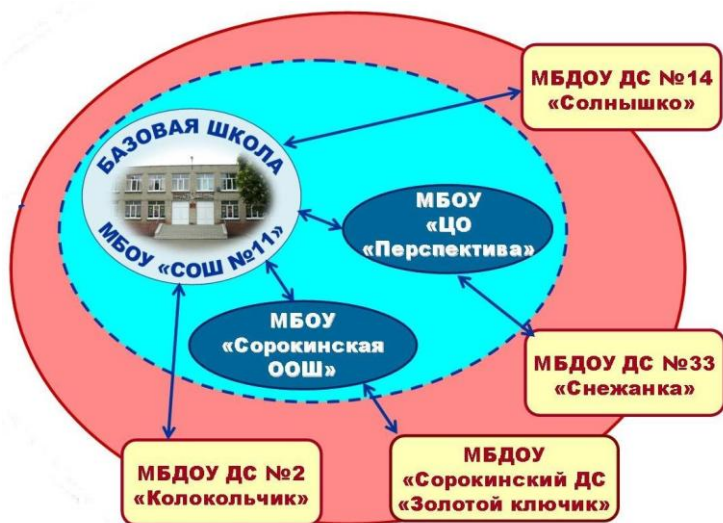 БАЗОВАЯ ШКОЛА
МБОУ «СОШ №11»
МБДОУ ДС №14
«Солнышко»
МБОУ
«ЦО
«Перспектива»
МБОУ
«Сорокинская
ООШ»
МБДОУ ДС №33
«Снежанка»
МБДОУ ДС №2
«Колокольчик»
МБДОУ
«Сорокинский ДС
«Золотой ключик»